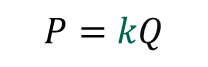 P = kQ